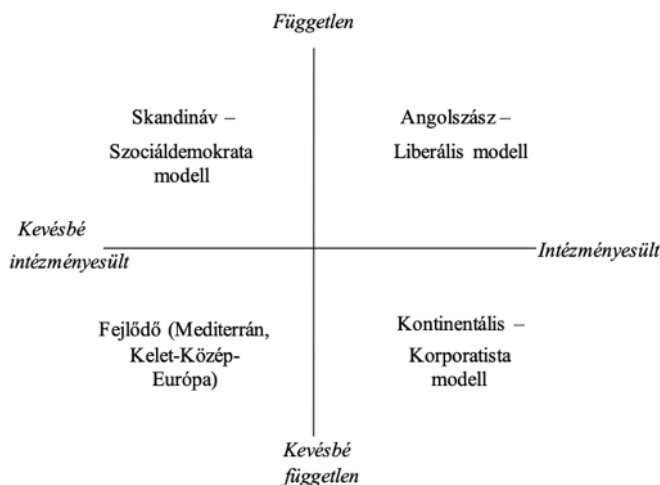 Független
Skandináv –
Szociáldemokrata
modell
Angolszász –
Liberális modell
Kevésbé
intézményesült
Intézményesült
Fejlődő (Mediterrán,
Kelet-Közép-
Európa)
Kontinentális –
Korporatista
modell
Kevésbé
független